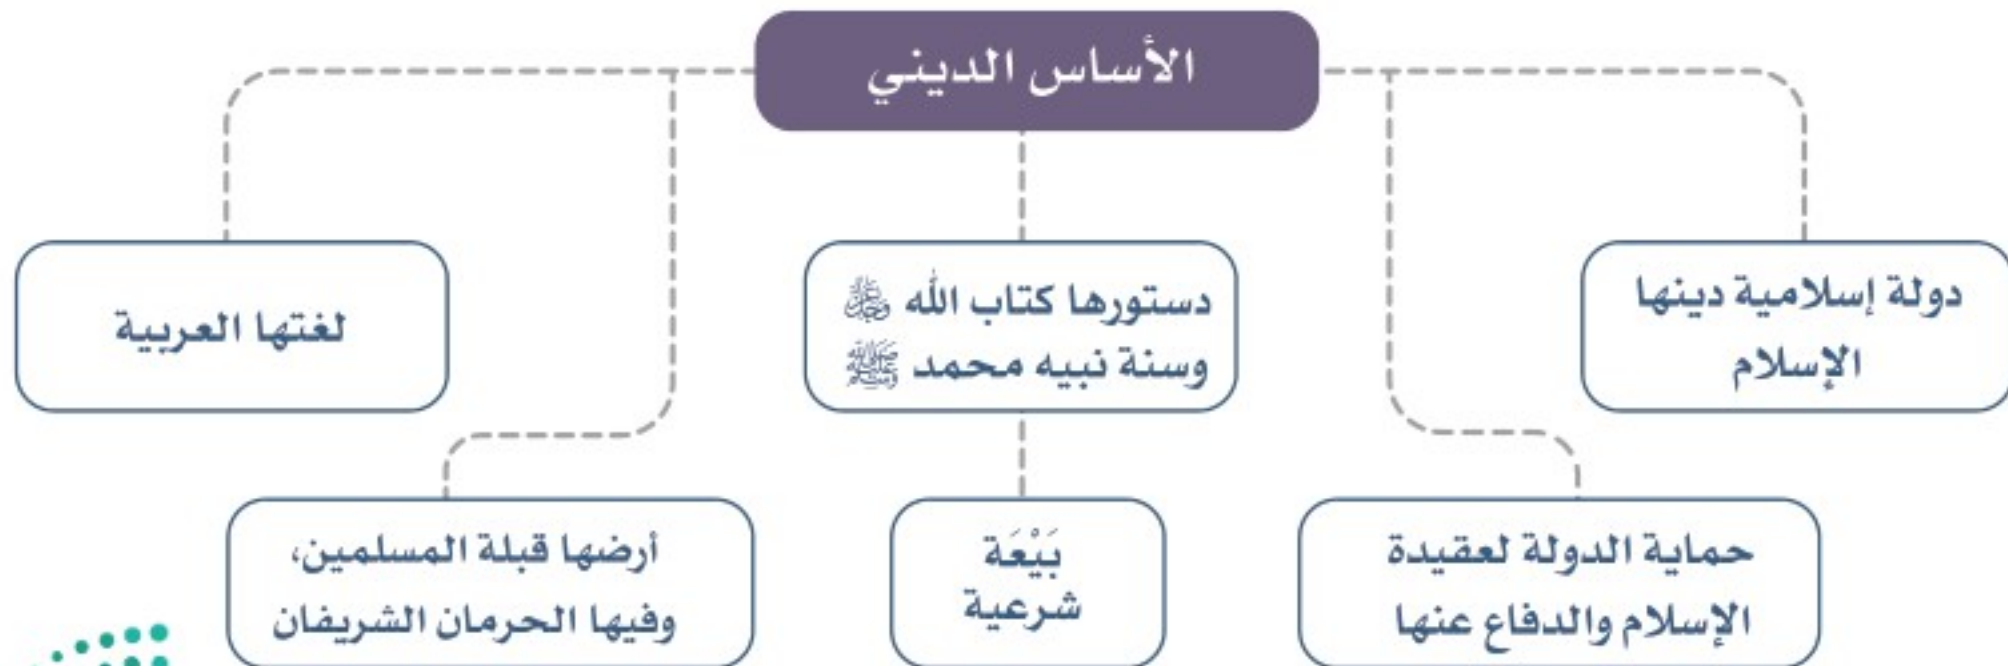 الأساس الديني
دولة إسلامية دينها
الإسلام
دستورها كتاب الله ﷻ
وسنة نبيه محمد ﷺ
لغتها العربية
حماية الدولة لعقيدة
الإسلام والدفاع عنها
بَيْعَة
شرعية
أرضها قبلة المسلمين،
وفيها الحرمان الشريفان